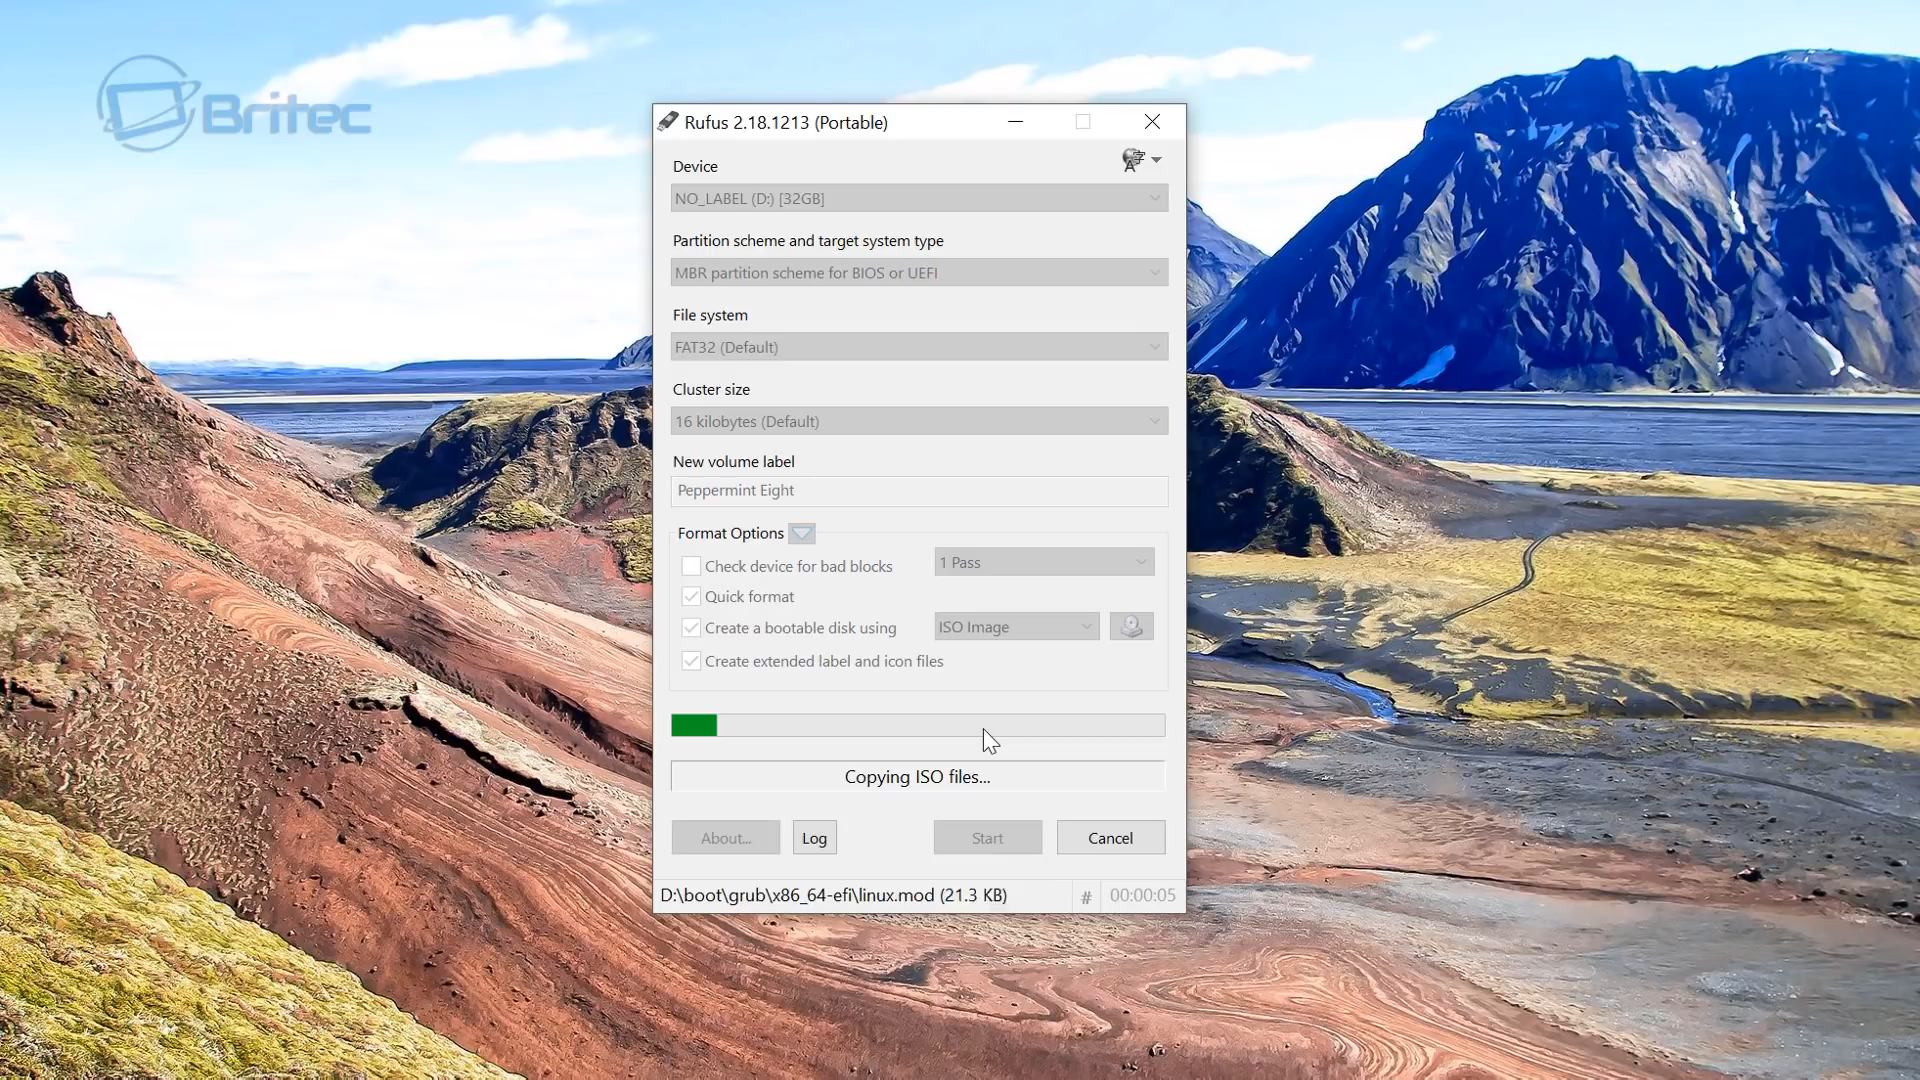 Britec
Rufus 2.18.1213 (Portable)
Device
NO_LABEL (D:) [32GB]
Partition scheme and target system type
MBR partition scheme for BIOS or UEFI
File system
FAT32 (Default)
Cluster size
16 kilobytes (Default)
New volume label
Peppermint Eight
Format Options
Check device for bad blocks 1 Pass
Quick format
Create a bootable disk using ISO Image
Create extended label and icon files
Copying ISO files...
About... Log Start Cancel
D:\boot\grub\x86_64-efi\linux.mod (21.3 KB) # 00:00:05